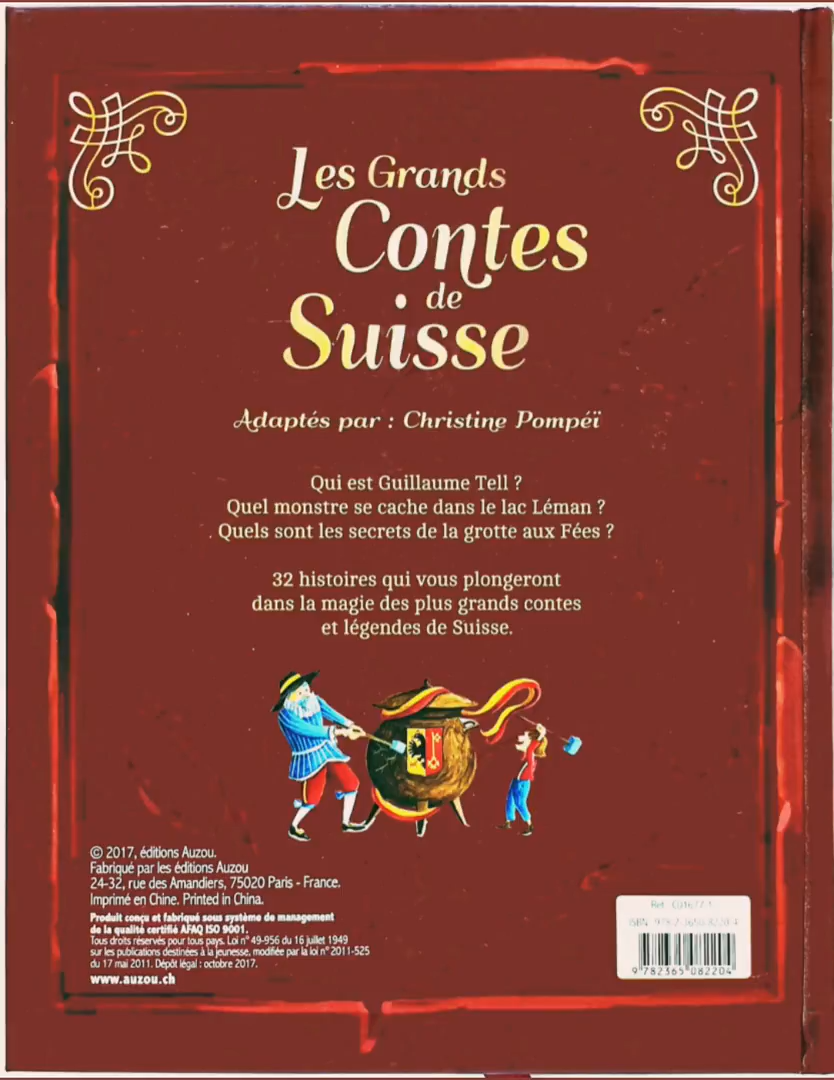 Les Grands
Contes
de
Suisse
Adaptés par : Christine Pompéï
Qui est Guillaume Tell ?
Quel monstre se cache dans le lac Léman ?
Quels sont les secrets de la grotte aux Fées ?
32 histoires qui vous plongeront
dans la magie des plus grands contes
et légendes de Suisse.
© 2017, éditions Auzou.
Fabriqué par les éditions Auzou
24-32, rue des Amandiers, 75020 Paris - France.
Imprimé en Chine. Printed in China.
Produit conçu et fabriqué sous système de management
de la qualité certifié AFAQ ISO 9001.
Tous droits réservés pour tous pays. Loi n° 49-956 du 16 juillet 1949
sur les publications destinées à la jeunesse, modifiée par la loi n° 2011-525
du 17 mai 2011. Dépôt légal : octobre 2017.
www.auzou.ch
ISBN
9 782365 082204